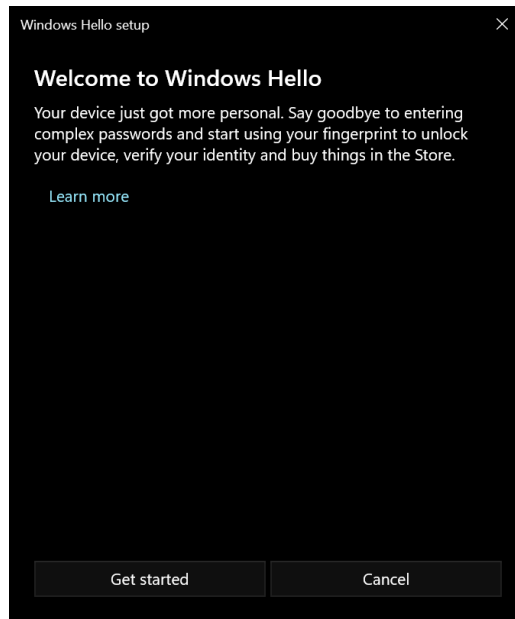 Windows Hello setup
Welcome to Windows Hello
Your device just got more personal. Say goodbye to entering
complex passwords and start using your fingerprint to unlock
your device, verify your identity and buy things in the Store.
Learn more
Get started
Cancel